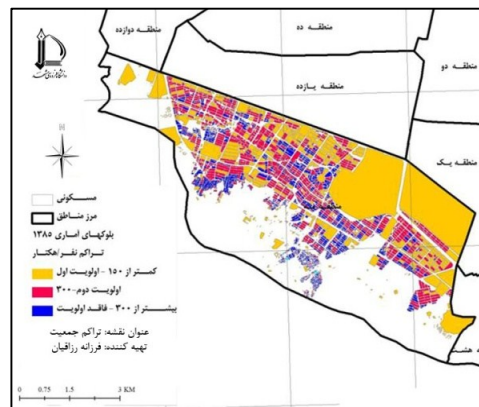 منطقه دوازده
منطقه ده
منطقه یازده
منطقه دو
منطقه یک
N
مسکونی
مرز مناطق
بلوکهای آماری ۱۳۸۵
تراکم نفر/هکتار
کمتر از ۱۵۰ - اولویت اول
اولویت دوم-۳۰۰
بیشتر از ۳۰۰ - فاقد اولویت
عنوان نقشه: تراکم جمعیت
تهیه کننده: فرزانه رزاقیان
ه هشت
0 0.75 1.5 3 KM